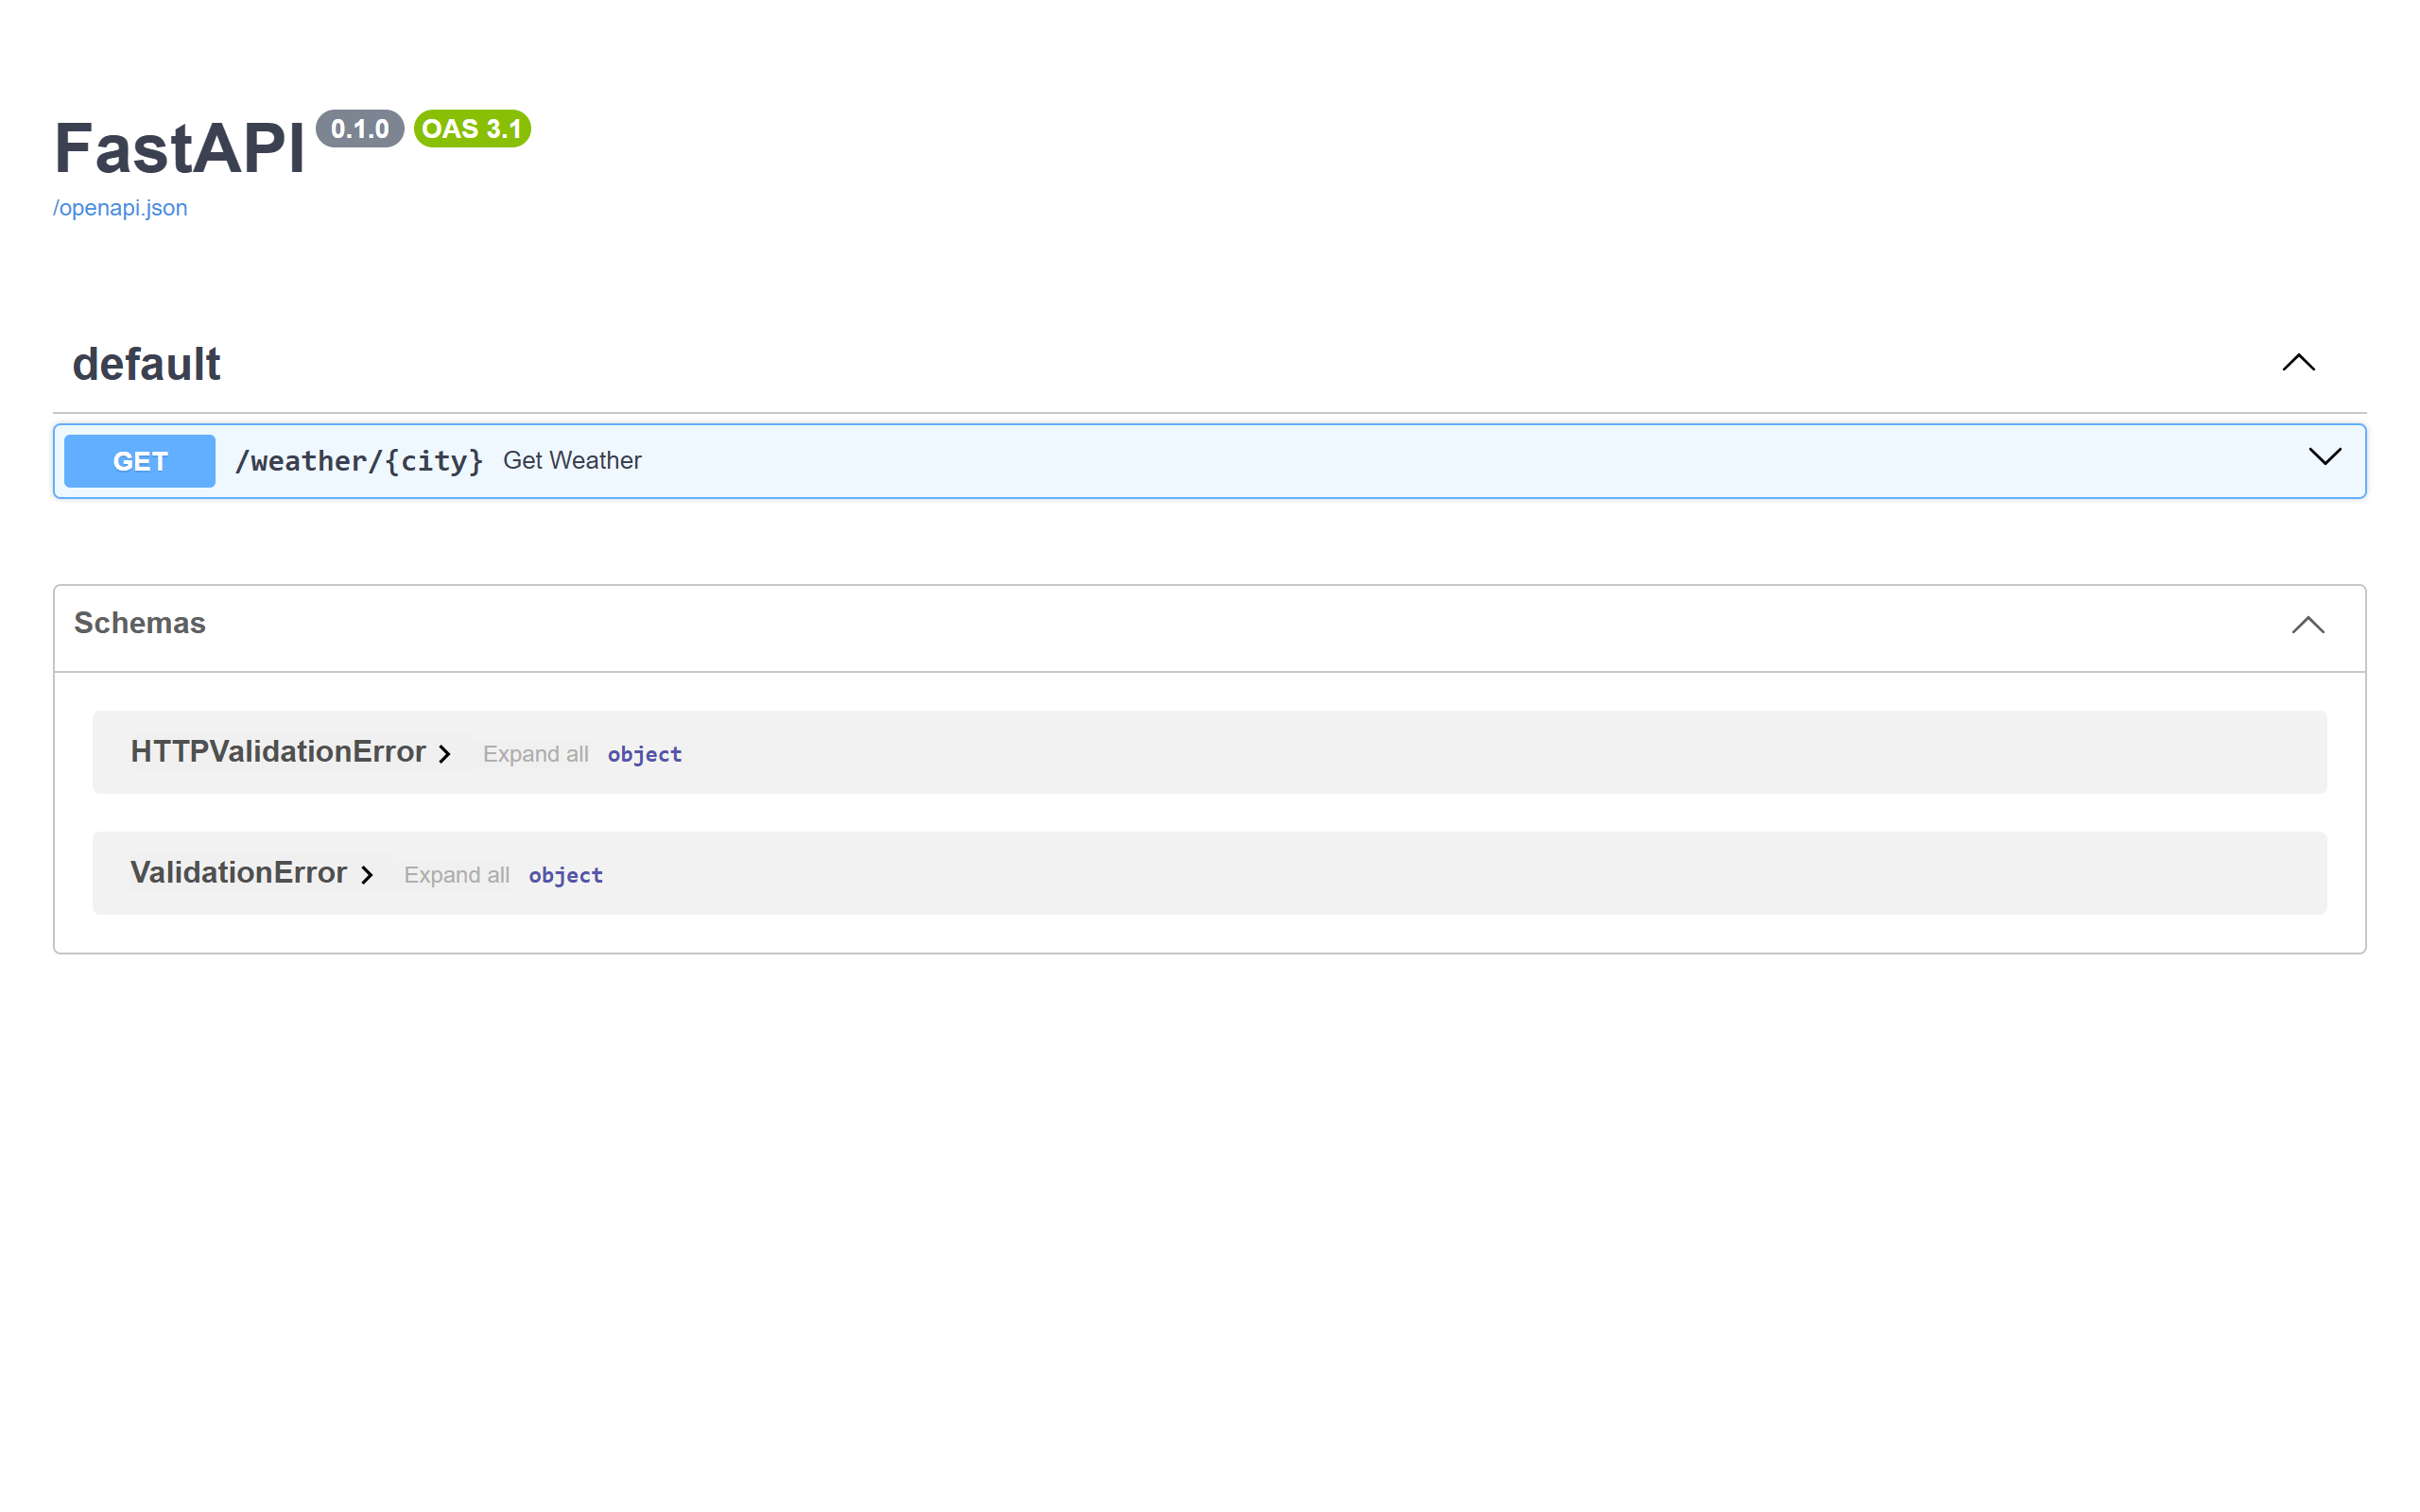 FastAPI 0.1.0 OAS 3.1
/openapi.json
default
GET /weather/{city} Get Weather
Schemas
HTTPValidationError Expand all object
ValidationError Expand all object